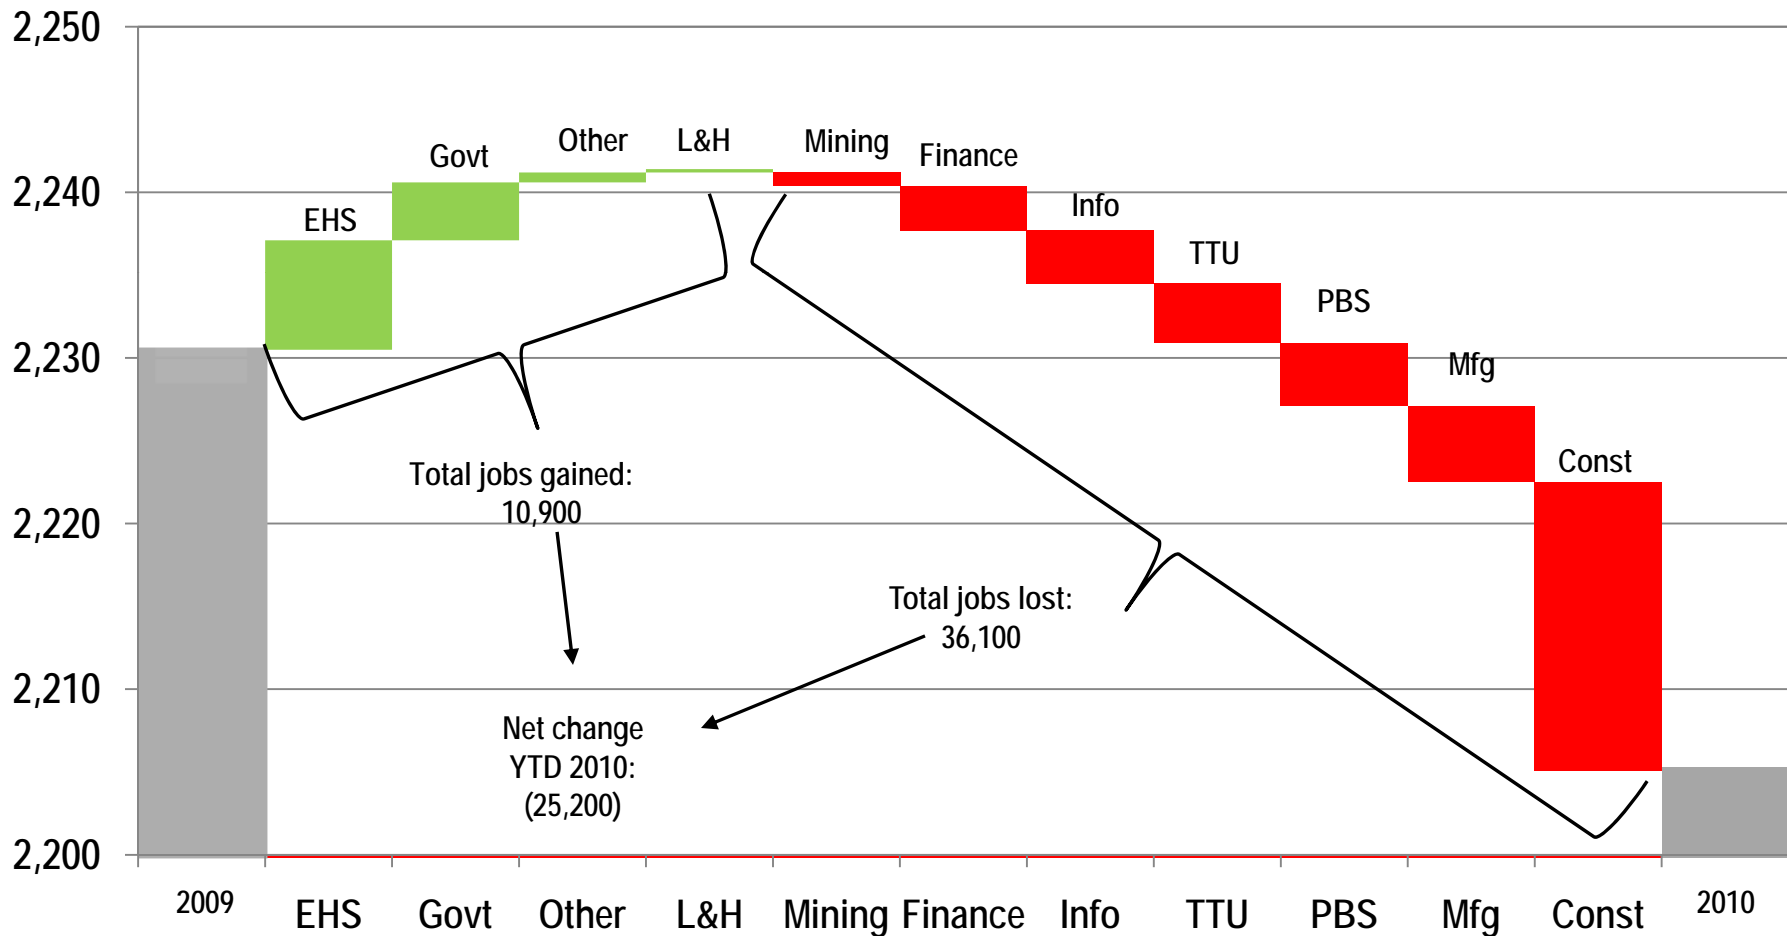 2,250
2,240
2,230
2,220
2,210
2,200
EHS
Govt
Other
L&H
Mining
Finance
Info
TTU
PBS
Mfg
Const
Total jobs gained:
10,900
Total jobs lost:
36,100
Net change
YTD 2010:
(25,200)
2009 EHS Govt Other L&H Mining Finance Info TTU PBS Mfg Const 2010